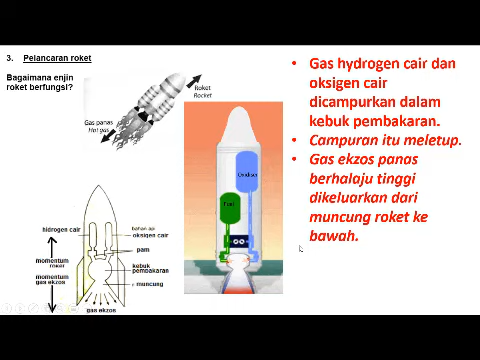 3. Pelancaran roket
Bagaimana enjin
roket berfungsi?
Roket
Rocket
Gas panas
Hot gas
Oxidiser
Fuel
hidrogen cair
bahan api
oksigen cair
pam
momentum
roket
kebuk
pembakaran
momentum
gas ekzos
muncung
gas ekzos
• Gas hydrogen cair dan
oksigen cair
dicampurkan dalam
kebuk pembakaran.
• Campuran itu meletup.
• Gas ekzos panas
berhalaju tinggi
dikeluarkan dari
muncung roket ke
bawah.